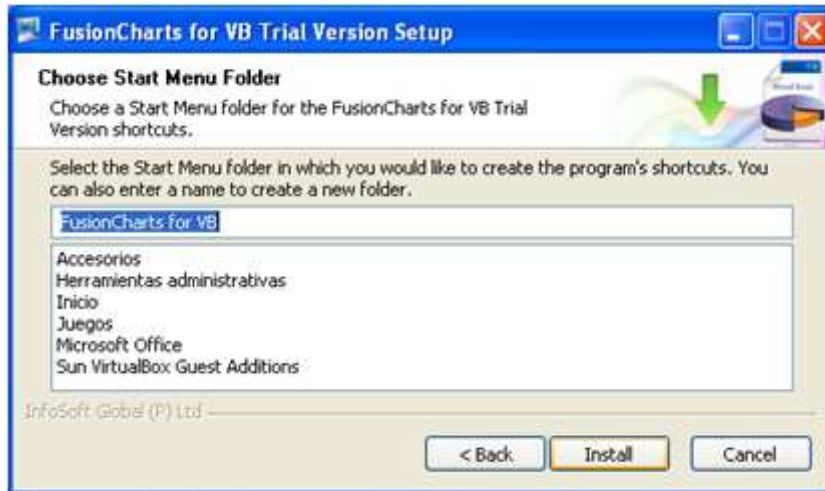 FusionCharts for VB Trial Version Setup
Choose Start Menu Folder
Choose a Start Menu folder for the FusionCharts for VB Trial
Version shortcuts.
Select the Start Menu folder in which you would like to create the program's shortcuts. You
can also enter a name to create a new folder.
FusionCharts for VB
Accesorios
Herramientas administrativas
Inicio
Juegos
Microsoft Office
Sun VirtualBox Guest Additions
InfoSoft Global (P) Ltd
< Back
Install
Cancel